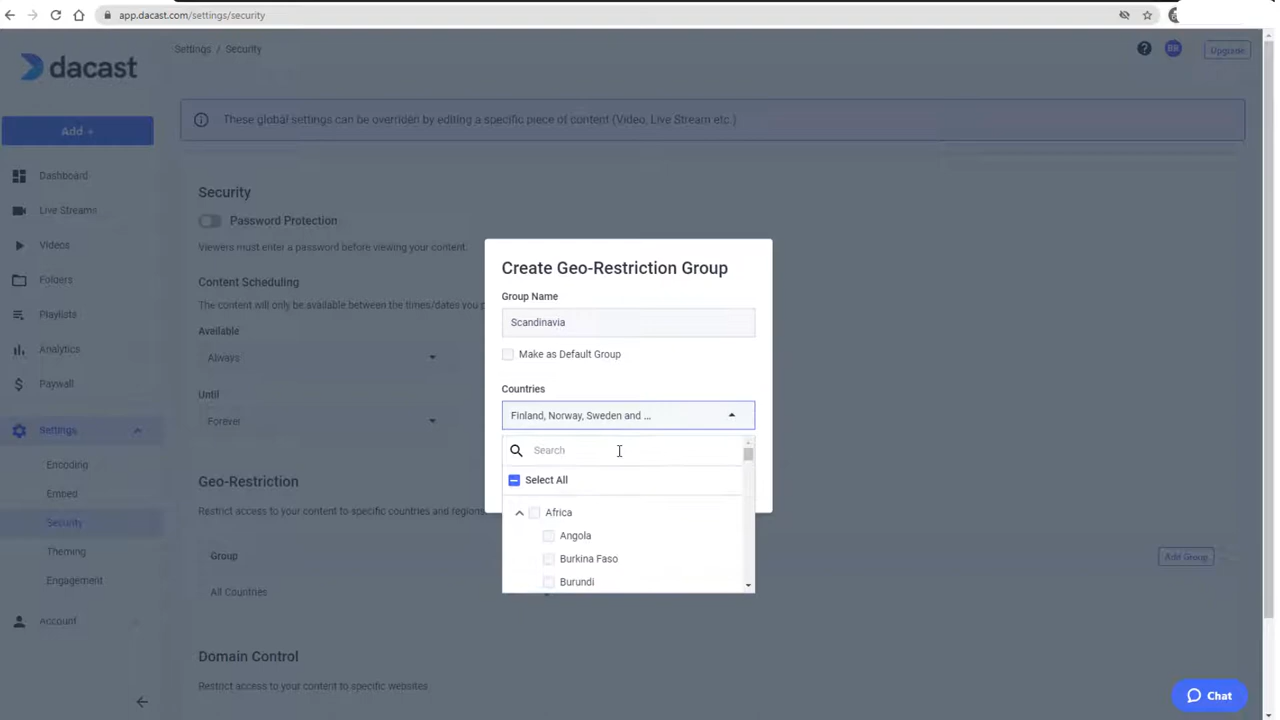 app.dacast.com/settings/security
dacast
Settings / Security
BR
Upgrade
Add +
These global settings can be overriden by editing a specific piece of content (Video, Live Stream etc.)
Dashboard
Live Streams
Videos
Folders
Playlists
Analytics
Paywall
Settings
Encoding
Embed
Security
Theming
Engagement
Account
Security
Password Protection
Viewers must enter a password before viewing your content.
Content Scheduling
The content will only be available between the times/dates you p
Available
Always
Until
Forever
Geo-Restriction
Restrict access to your content to specific countries and regions
Group
Add Group
All Countries
Domain Control
Restrict access to your content to specific websites
Create Geo-Restriction Group
Group Name
Scandinavia
Make as Default Group
Countries
Finland, Norway, Sweden and ...
Search
Select All
Africa
Angola
Burkina Faso
Burundi
Chat